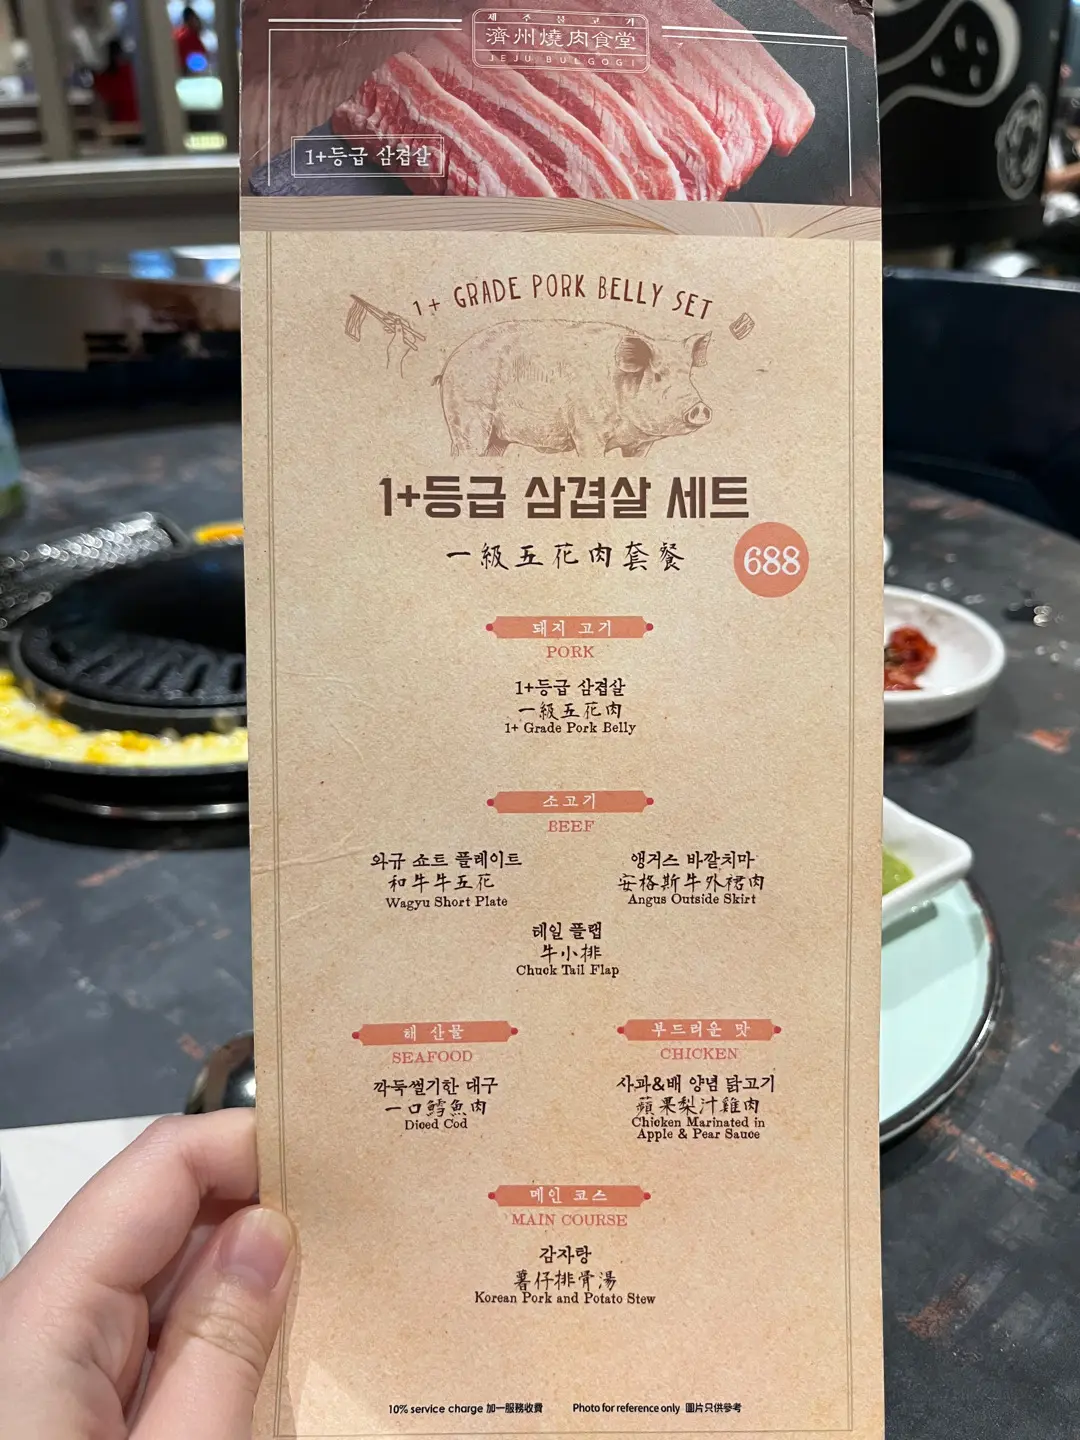 제주불고기
濟州燒肉食堂
JEJU BULGOGI
1+등급 삼겹살
1+ GRADE PORK BELLY SET
1+등급 삼겹살 세트
一級五花肉套餐
688
돼지 고기
PORK
1+등급 삼겹살
一級五花肉
1+ Grade Pork Belly
소고기
BEEF
와규 쇼트 플레이트
和牛牛五花
Wagyu Short Plate
앵거스 바깥치마
安格斯牛外裙肉
Angus Outside Skirt
테일 플랩
牛小排
Chuck Tail Flap
해 산물
SEAFOOD
깍둑썰기한 대구
一口鱈魚肉
Diced Cod
부드러운 맛
CHICKEN
사과&배 양념 닭고기
蘋果梨汁雞肉
Chicken Marinated in
Apple & Pear Sauce
메인 코스
MAIN COURSE
감자탕
薯仔排骨湯
Korean Pork and Potato Stew
10% service charge 加一服務收費
Photo for reference only 圖片只供參考